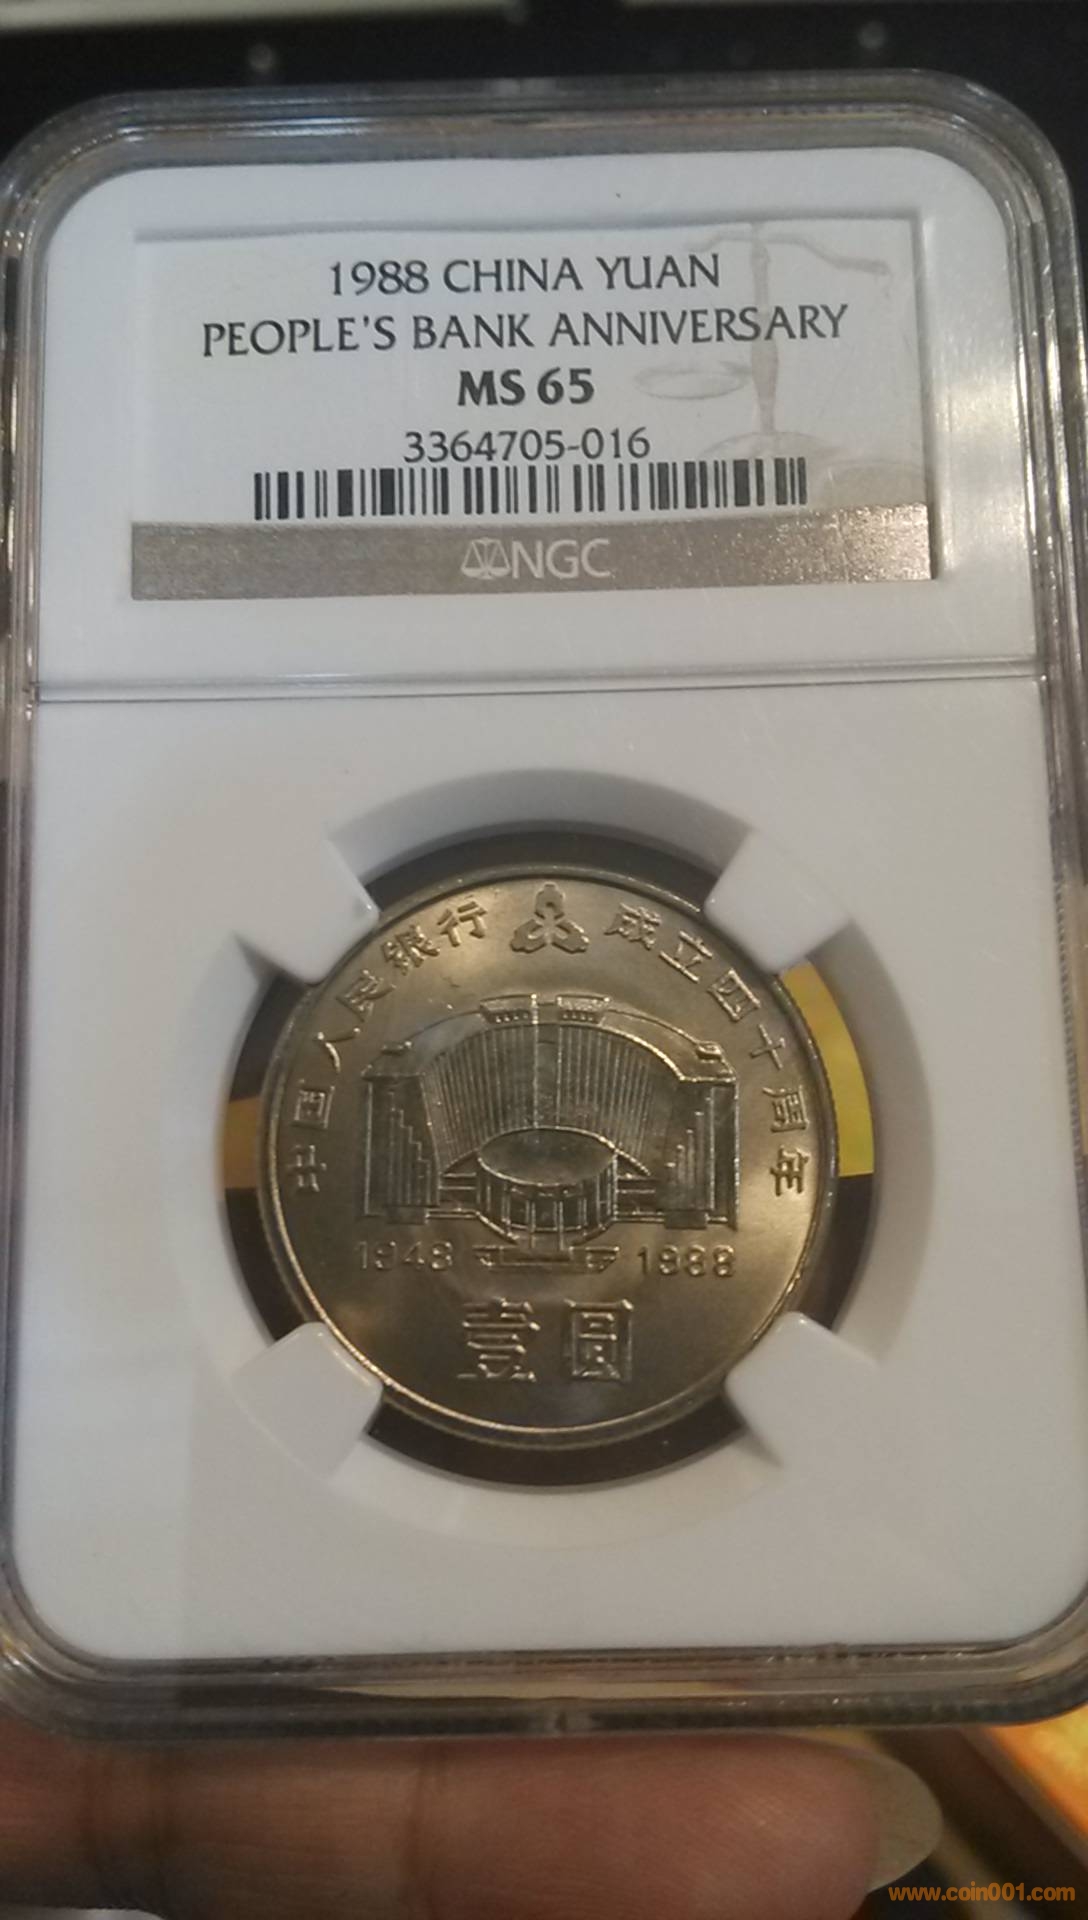 1988 CHINA YUAN
PEOPLE'S BANK ANNIVERSARY
MS 65
3364705-016
NGC
中国人民银行 成立四十周年
1948 1988
壹圆
www.coin001.com